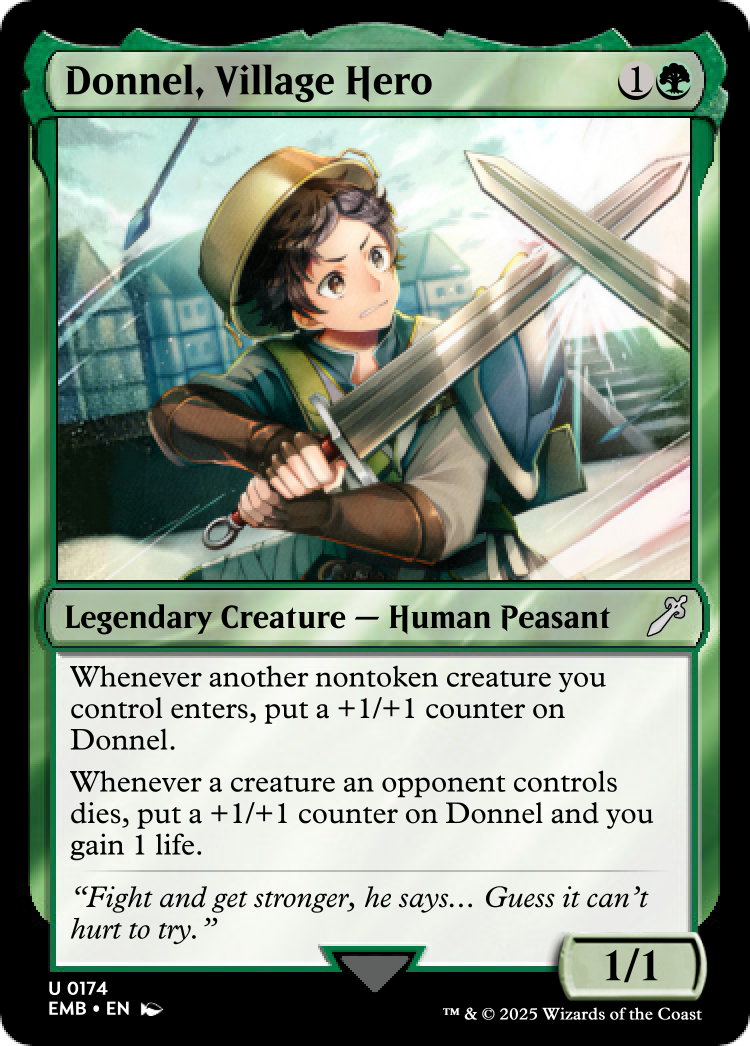 Donnel, Village Hero
1
Legendary Creature — Human Peasant
Whenever another nontoken creature you
control enters, put a +1/+1 counter on
Donnel.
Whenever a creature an opponent controls
dies, put a +1/+1 counter on Donnel and you
gain 1 life.
“Fight and get stronger, he says… Guess it can’t
hurt to try.”
1/1
U 0174
EMB • EN
™ & © 2025 Wizards of the Coast